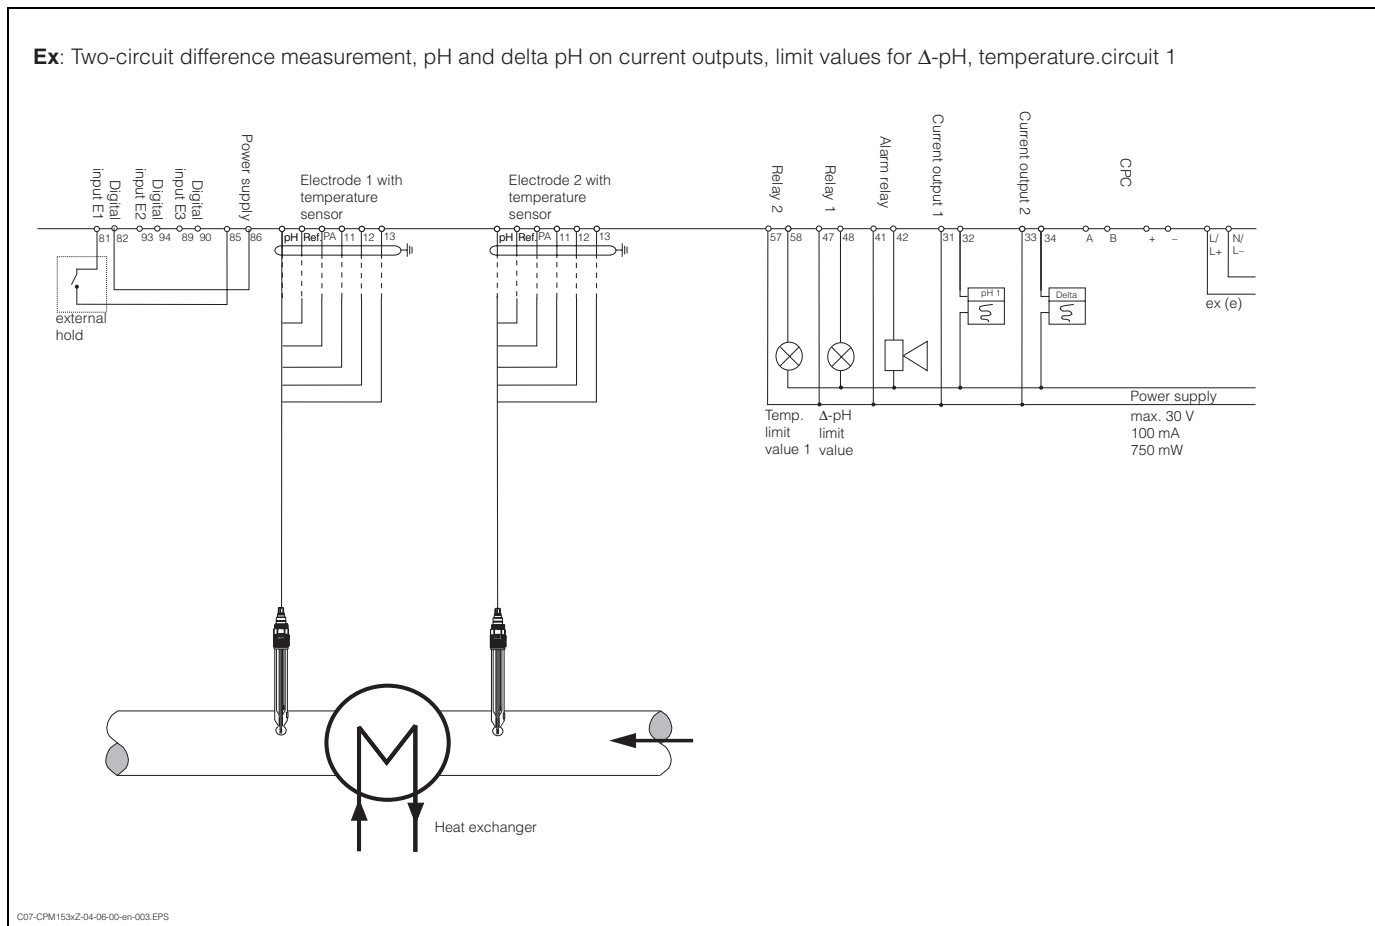 Ex: Two-circuit difference measurement, pH and delta pH on current outputs, limit values for Δ-pH, temperature.circuit 1
Digital
input E1
Digital
input E2
Digital
input E3
Power supply
Electrode 1 with
temperature
sensor
Electrode 2 with
temperature
sensor
Relay 2
Relay 1
Alarm relay
Current output 1
Current output 2
CPC
81 82 93 94 89 90 85 86 pH Ref. PA 11 12 13 pH Ref. PA 11 12 13 57 58 47 48 41 42 31 32 33 34 A B + − L/ N/
L+ L−
external
hold
pH 1
Delta
ex (e)
Power supply
max. 30 V
100 mA
750 mW
Temp.
limit
value 1
Δ-pH
limit
value
Heat exchanger
C07-CPM153xZ-04-06-00-en-003.EPS